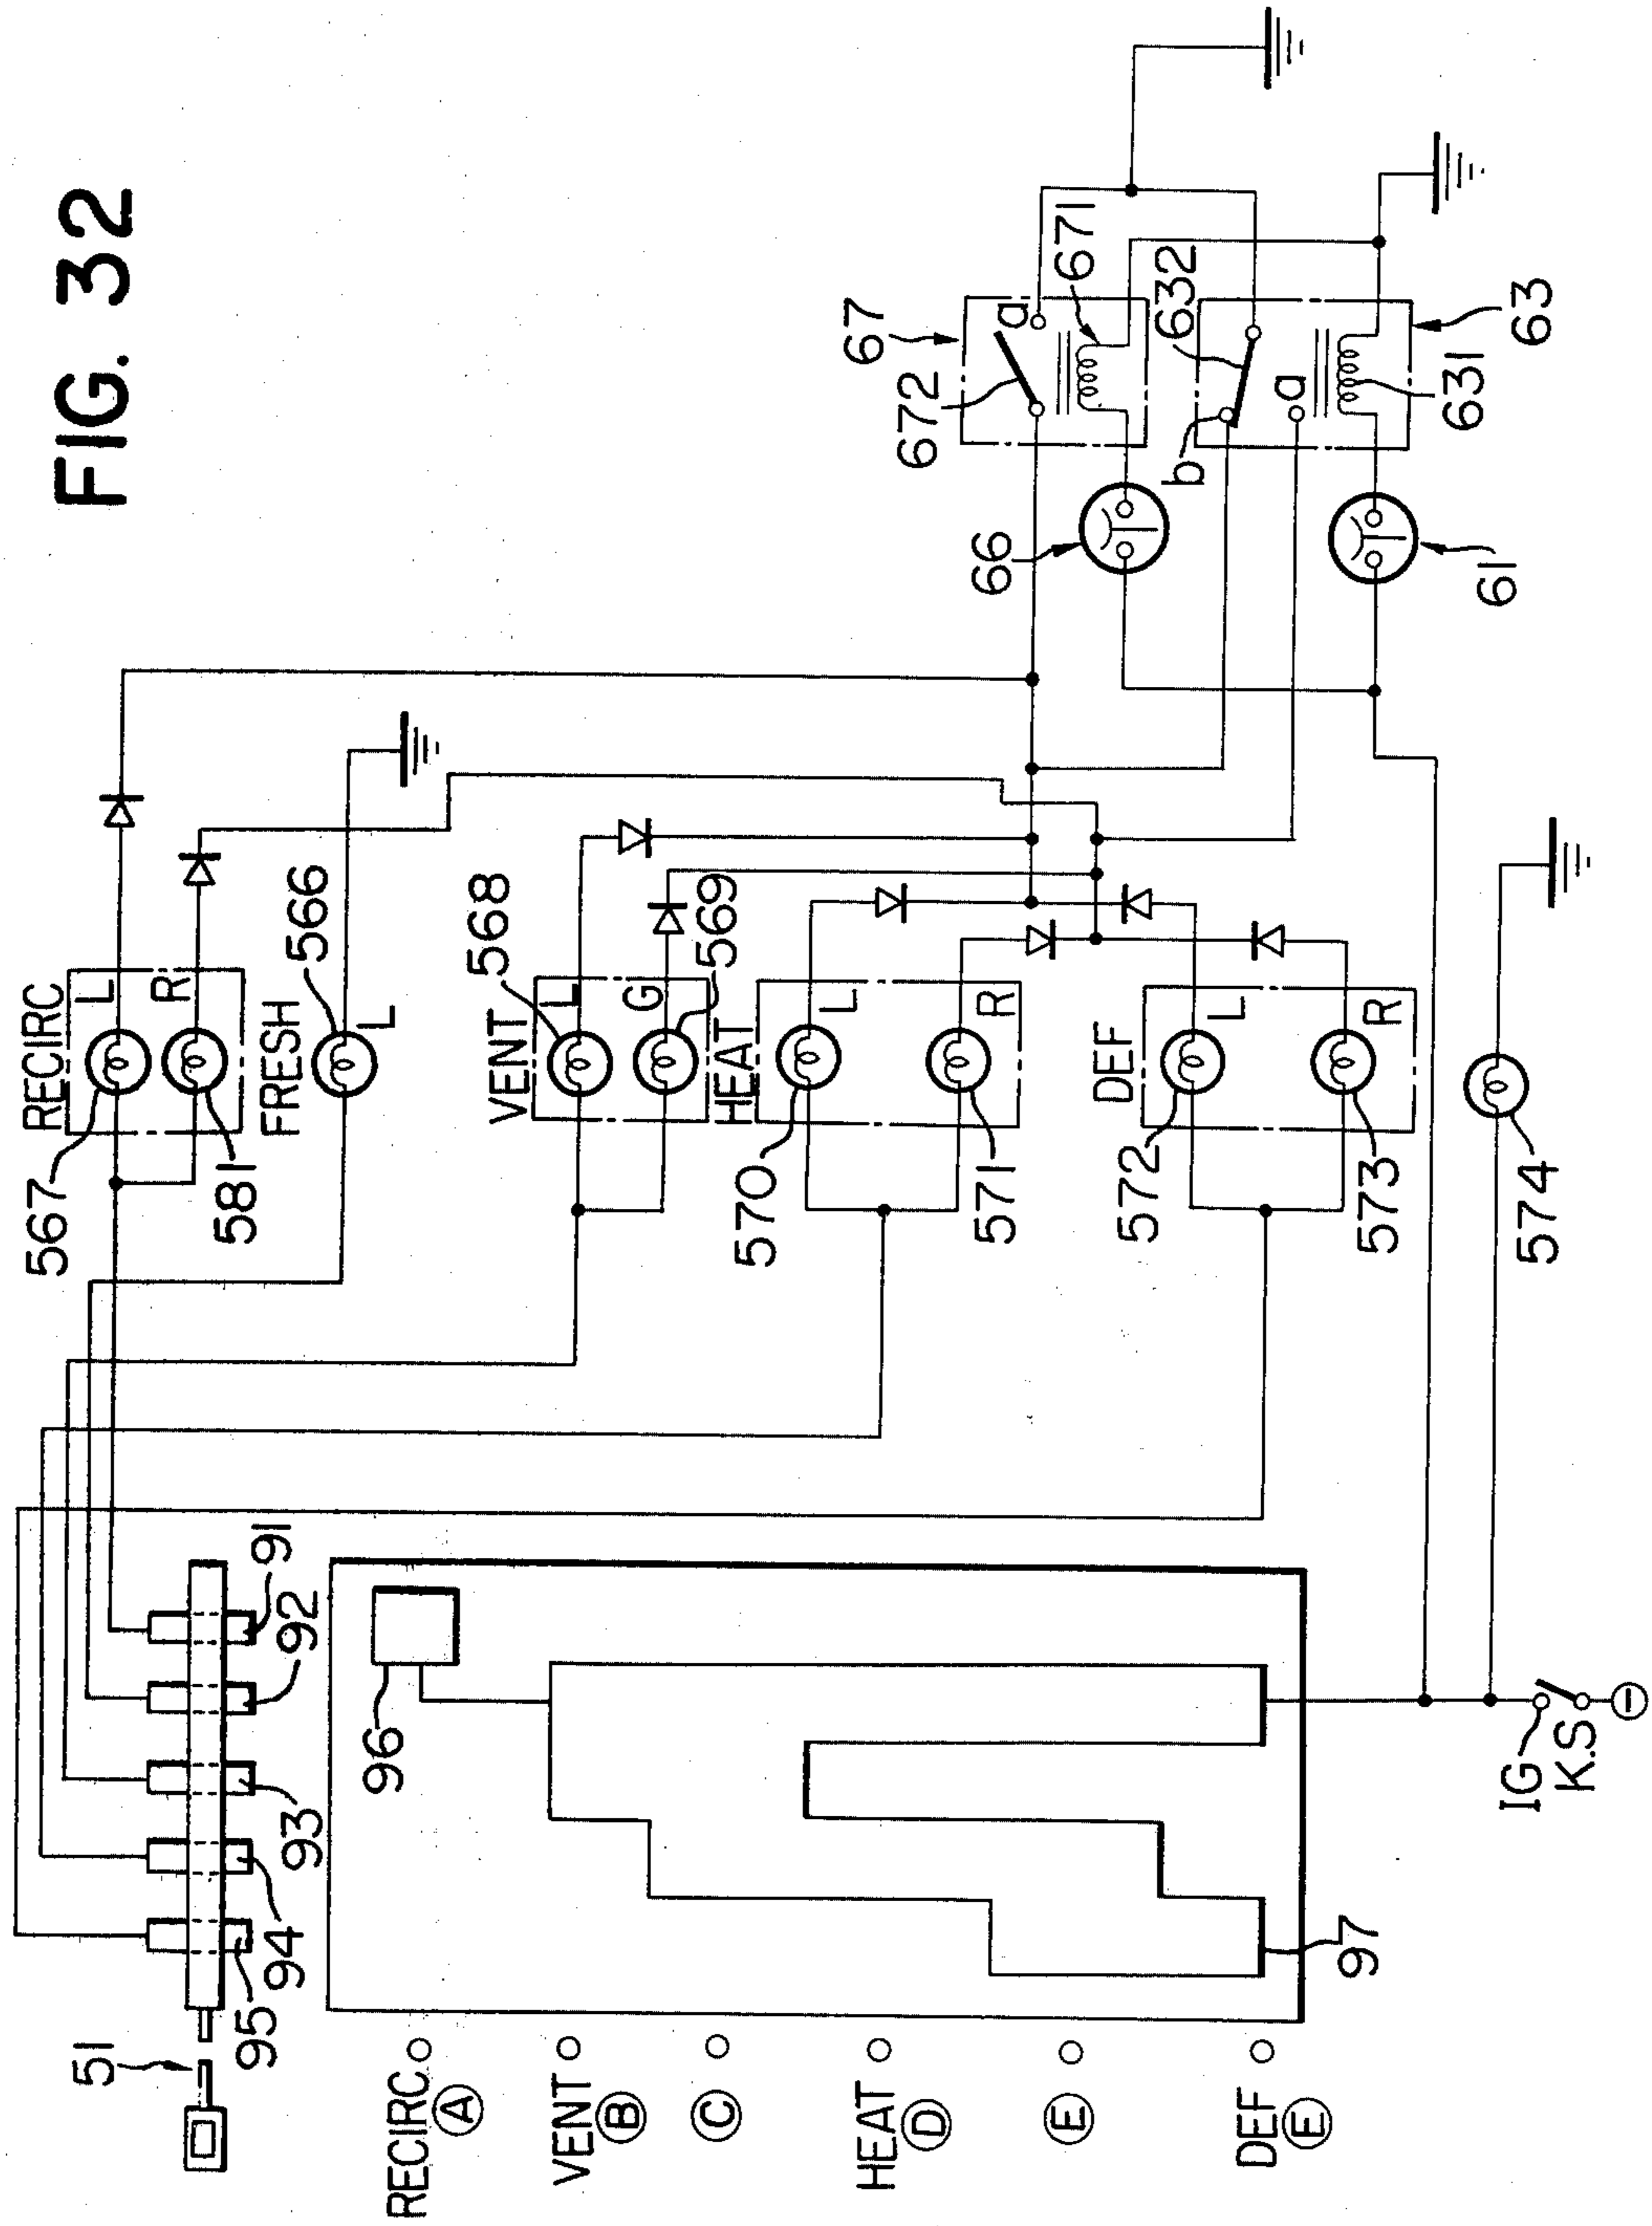 FIG. 32
RECIRC
L
R
567
581
FRESH
566
L
VENT
568
L
G
569
HEAT
570
L
R
571
DEF
572
L
R
573
574
67
672
a
671
66
632
b
a
631
63
61
51
91
92
93
94
95
96
97
RECIRC.
A
VENT
B
C
HEAT
D
E
DEF
E
IG
K.S
−